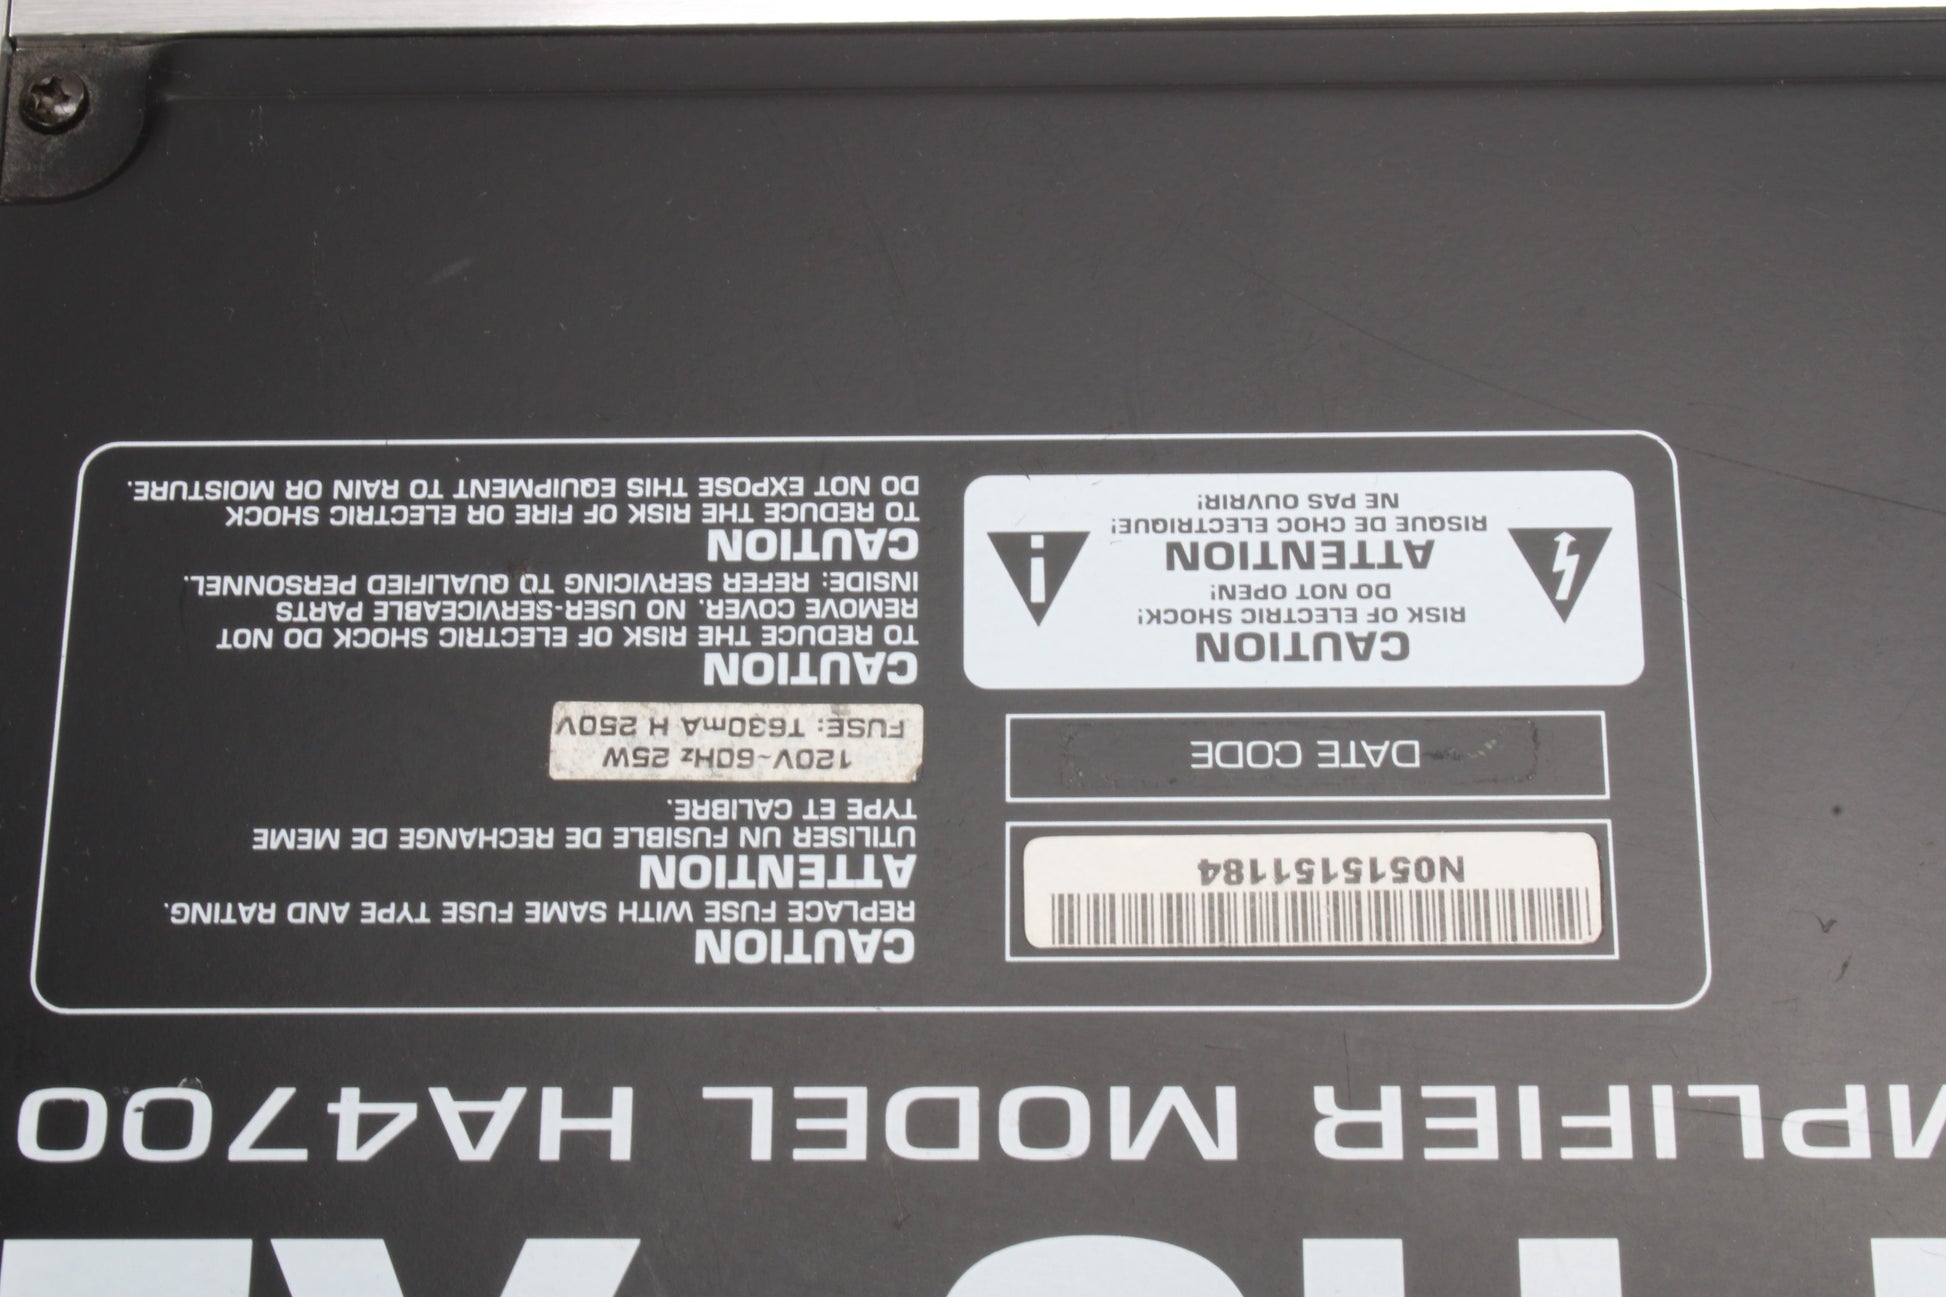 MPLIFIER MODEL HA4700
N0515151184
DATE CODE
CAUTION
RISK OF ELECTRIC SHOCK!
DO NOT OPEN!
ATTENTION
RISQUE DE CHOC ELECTRIQUE!
NE PAS OUVRIR!
CAUTION
REPLACE FUSE WITH SAME FUSE TYPE AND RATING.
ATTENTION
UTILISER UN FUSIBLE DE RECHANGE DE MEME
TYPE ET CALIBRE.
120V~60Hz 25W
FUSE: T630mA H 250V
CAUTION
TO REDUCE THE RISK OF ELECTRIC SHOCK DO NOT
REMOVE COVER. NO USER-SERVICEABLE PARTS
INSIDE: REFER SERVICING TO QUALIFIED PERSONNEL.
CAUTION
TO REDUCE THE RISK OF FIRE OR ELECTRIC SHOCK
DO NOT EXPOSE THIS EQUIPMENT TO RAIN OR MOISTURE.